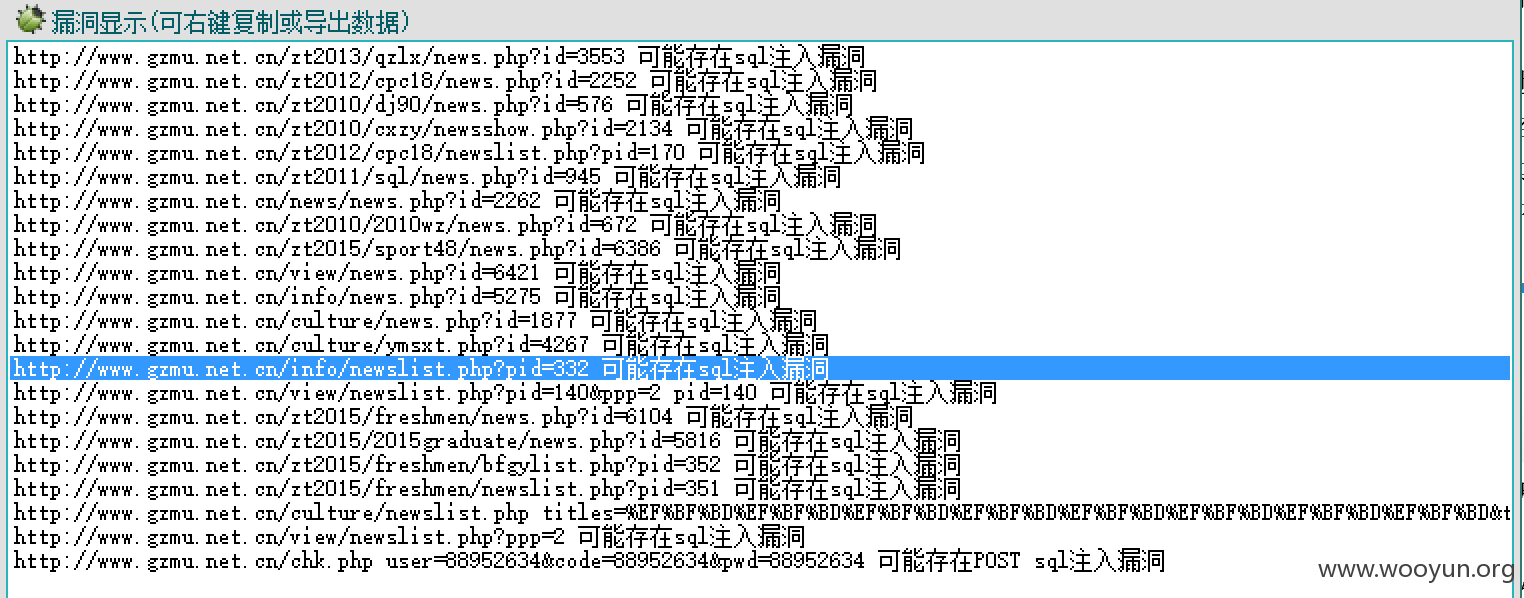 漏洞显示(可右键复制或导出数据)
http://www.gzmu.net.cn/zt2013/qzlx/news.php?id=3553 可能存在sql注入漏洞
http://www.gzmu.net.cn/zt2012/cpc18/news.php?id=2252 可能存在sql注入漏洞
http://www.gzmu.net.cn/zt2010/dj90/news.php?id=576 可能存在sql注入漏洞
http://www.gzmu.net.cn/zt2010/cxzy/newsshow.php?id=2134 可能存在sql注入漏洞
http://www.gzmu.net.cn/zt2012/cpc18/newslist.php?pid=170 可能存在sql注入漏洞
http://www.gzmu.net.cn/zt2011/sql/news.php?id=945 可能存在sql注入漏洞
http://www.gzmu.net.cn/news/news.php?id=2262 可能存在sql注入漏洞
http://www.gzmu.net.cn/zt2010/2010wz/news.php?id=672 可能存在sql注入漏洞
http://www.gzmu.net.cn/zt2015/sport48/news.php?id=6386 可能存在sql注入漏洞
http://www.gzmu.net.cn/view/news.php?id=6421 可能存在sql注入漏洞
http://www.gzmu.net.cn/info/news.php?id=5275 可能存在sql注入漏洞
http://www.gzmu.net.cn/culture/news.php?id=1877 可能存在sql注入漏洞
http://www.gzmu.net.cn/culture/ymsxt.php?id=4267 可能存在sql注入漏洞
http://www.gzmu.net.cn/info/newslist.php?pid=332 可能存在sql注入漏洞
http://www.gzmu.net.cn/view/newslist.php?pid=140&ppp=2 pid=140 可能存在sql注入漏洞
http://www.gzmu.net.cn/zt2015/freshmen/news.php?id=6104 可能存在sql注入漏洞
http://www.gzmu.net.cn/zt2015/2015graduate/news.php?id=5816 可能存在sql注入漏洞
http://www.gzmu.net.cn/zt2015/freshmen/bfgylist.php?pid=352 可能存在sql注入漏洞
http://www.gzmu.net.cn/zt2015/freshmen/newslist.php?pid=351 可能存在sql注入漏洞
http://www.gzmu.net.cn/culture/newslist.php titles=%EF%BF%BD%EF%BF%BD%EF%BF%BD%EF%BF%BD%EF%BF%BD%EF%BF%BD%EF%BF%BD%EF%BF%BD&t
http://www.gzmu.net.cn/view/newslist.php?ppp=2 可能存在sql注入漏洞
http://www.gzmu.net.cn/chk.php user=88952634&code=88952634&pwd=88952634 可能存在POST sql注入漏洞
www.wooyun.org